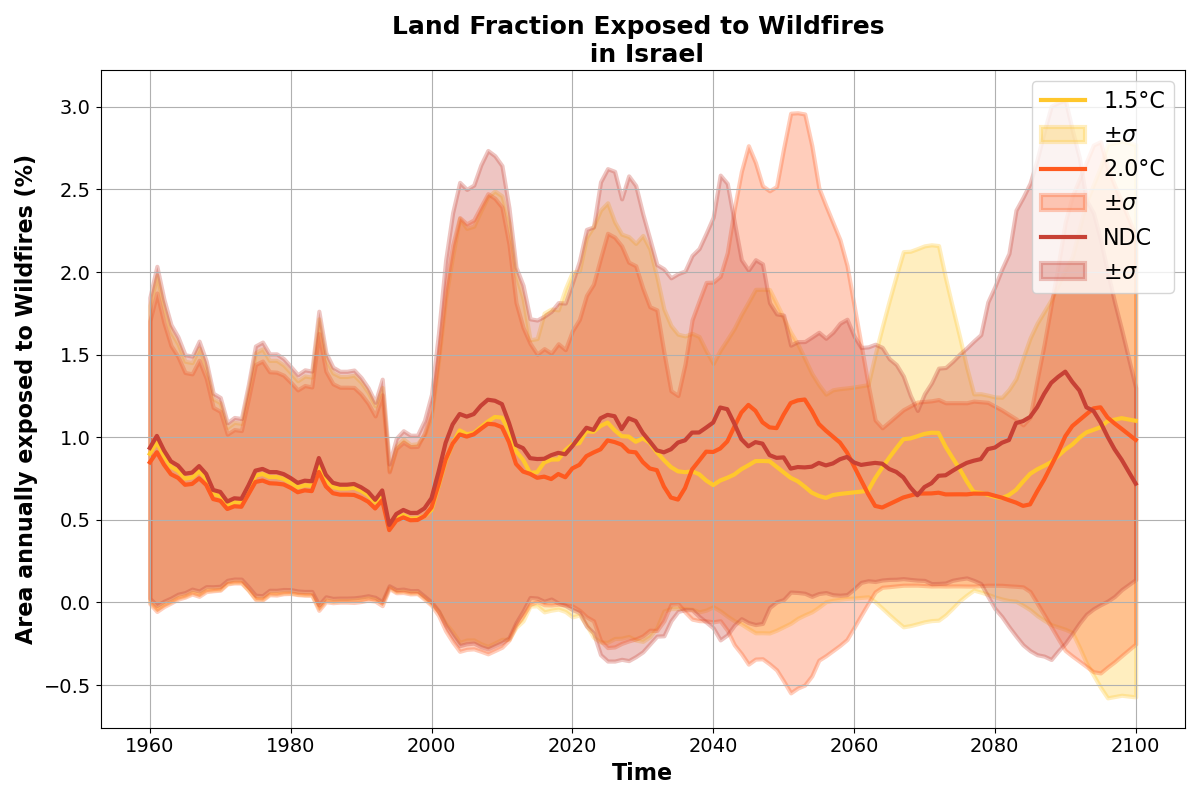 Land Fraction Exposed to Wildfires
in Israel
Area annually exposed to Wildfires (%)
3.0
2.5
2.0
1.5
1.0
0.5
0.0
−0.5
1.5°C
±σ
2.0°C
±σ
NDC
±σ
1960
1980
2000
2020
2040
2060
2080
2100
Time